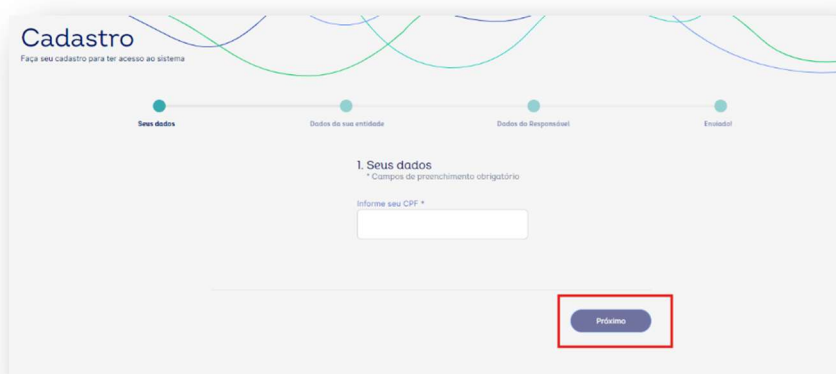 Cadastro
Faça seu cadastro para ter acesso ao sistema
Seus dados
Dados da sua entidade
Dados do Responsável
Enviado!
1. Seus dados
* Campos de preenchimento obrigatório
Informe seu CPF *
Próximo